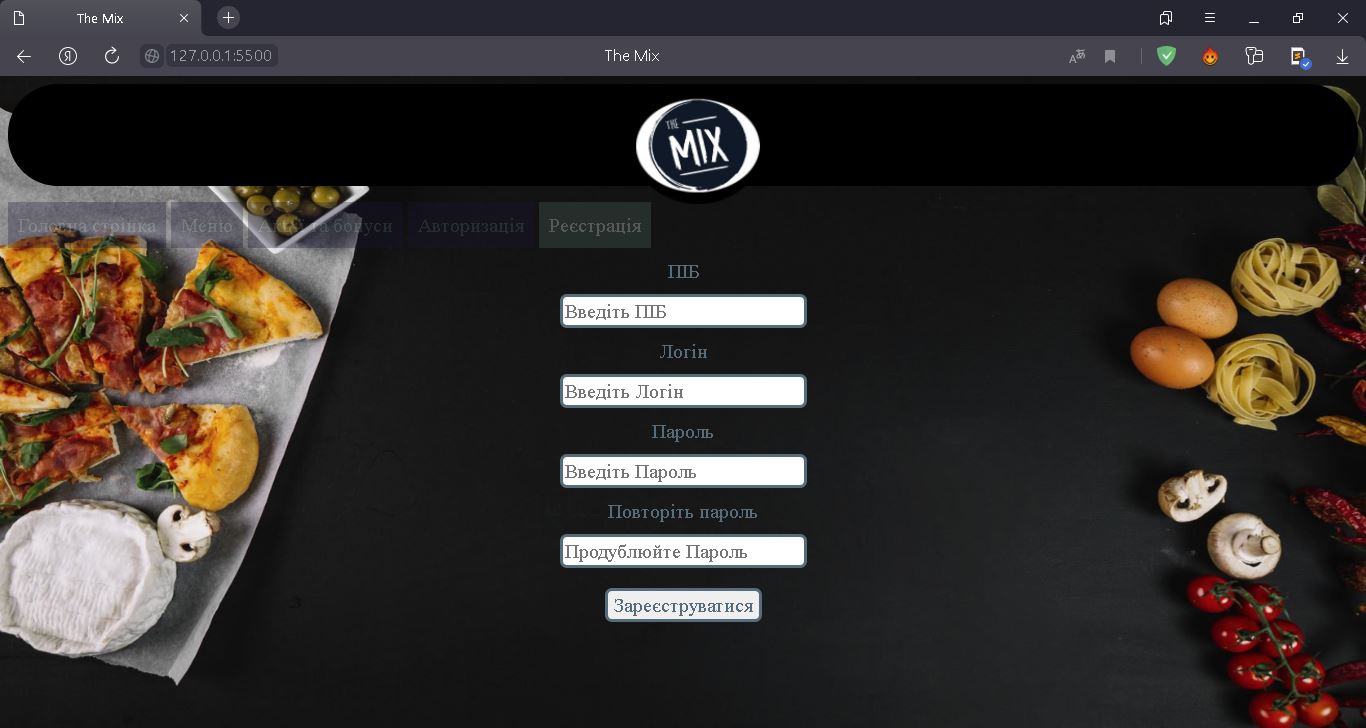 The Mix
127.0.0.1:5500
The Mix
THE
MIX
Головна стрінка
Меню
Акції та бонуси
Авторизація
Реєстрація
ПІБ
Введіть ПІБ
Логін
Введіть Логін
Пароль
Введіть Пароль
Повторіть пароль
Продублюйте Пароль
Зареєструватися